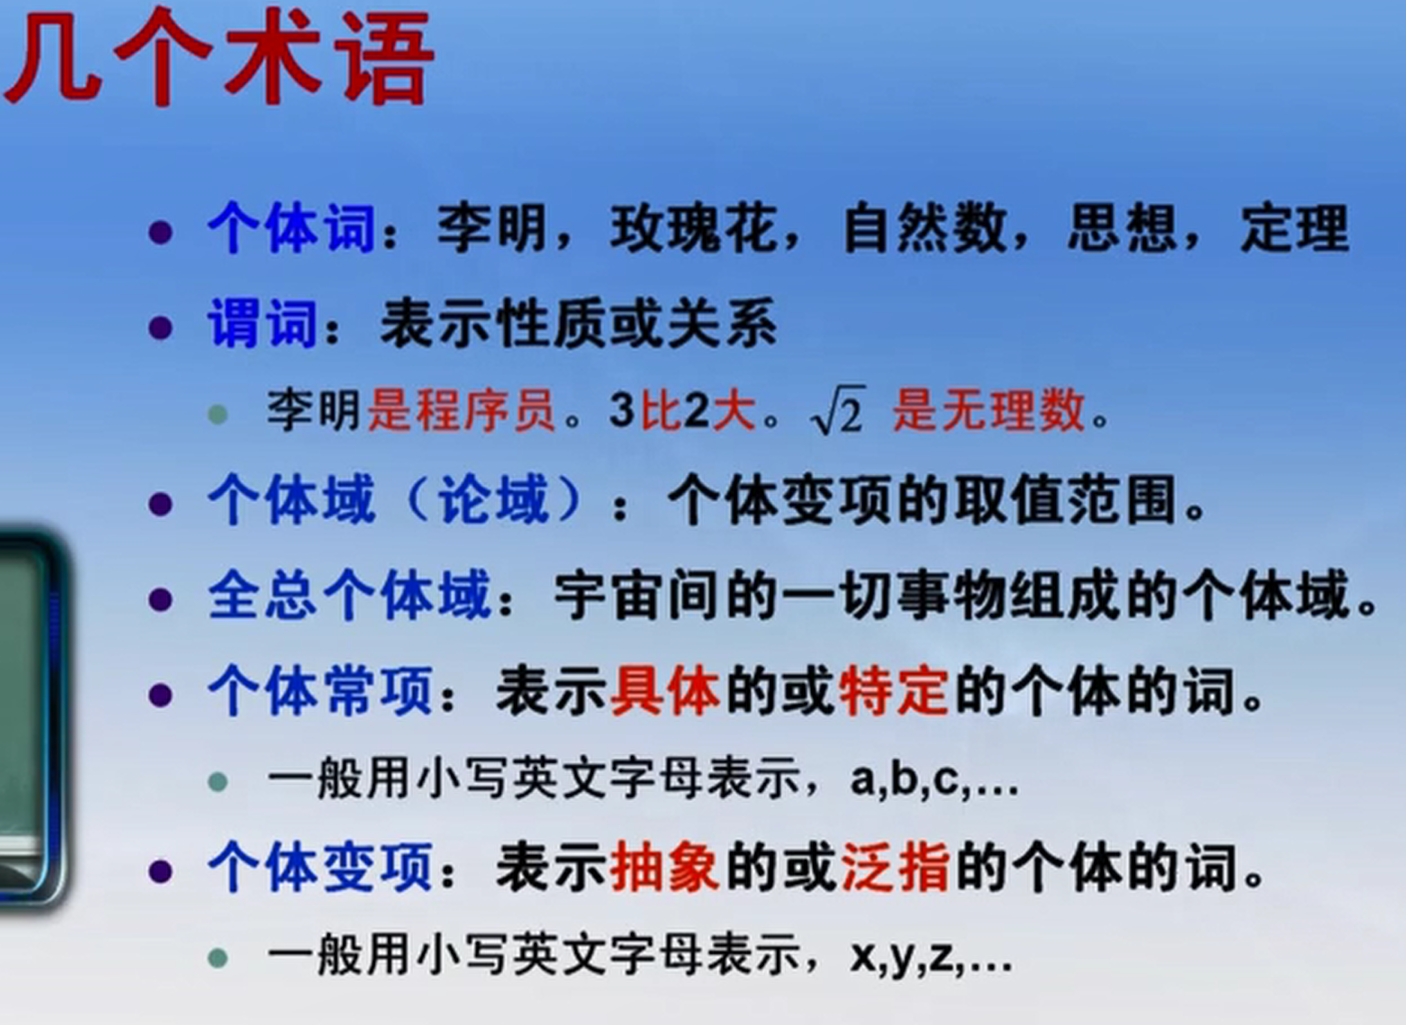 几个术语
个体词：李明，玫瑰花，自然数，思想，定理
谓词：表示性质或关系
李明是程序员。3比2大。√2 是无理数。
个体域（论域）：个体变项的取值范围。
全总个体域：宇宙间的一切事物组成的个体域。
个体常项：表示具体的或特定的个体的词。
一般用小写英文字母表示，a,b,c,…
个体变项：表示抽象的或泛指的个体的词。
一般用小写英文字母表示，x,y,z,…